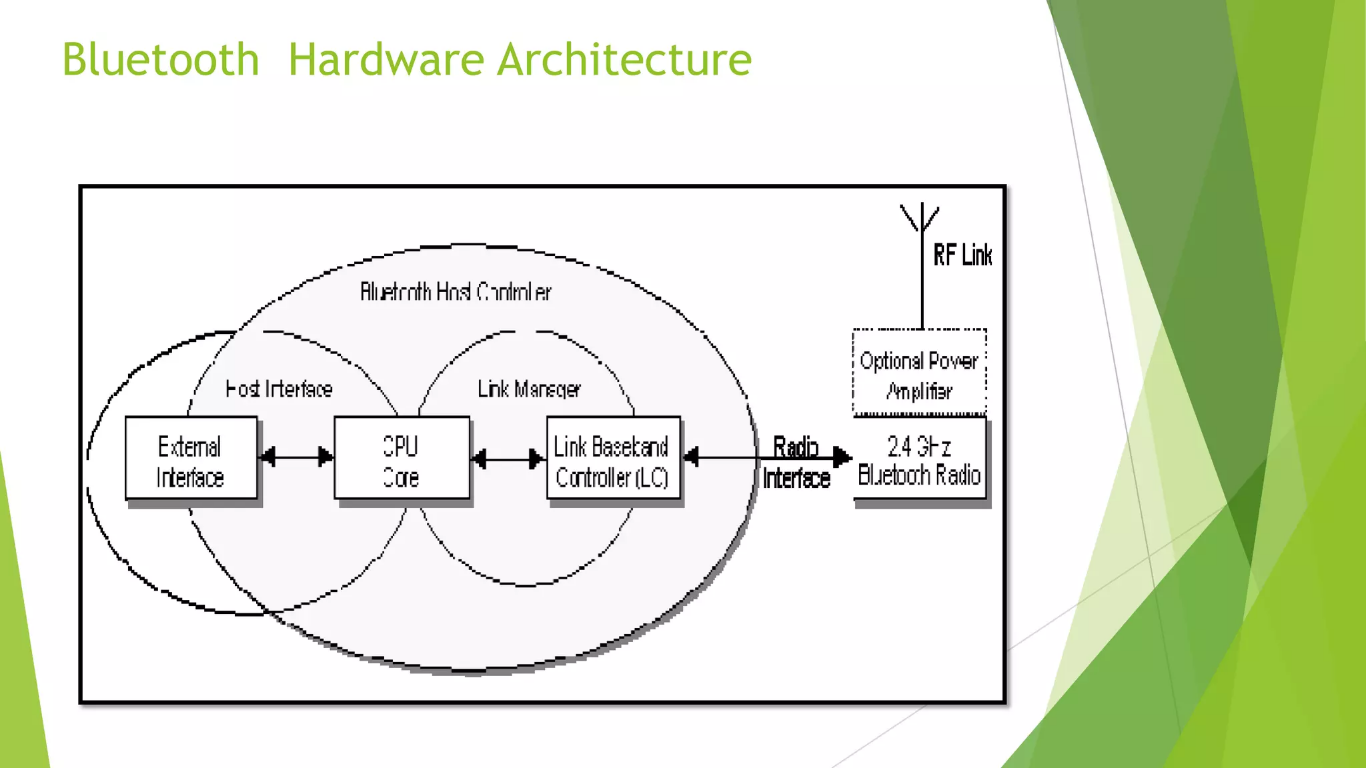 Bluetooth Hardware Architecture
RF Link
Bluetooth Host Controller
Optional Power
Amplifier
Host Interface
Link Manager
External
Interface
CPU
Core
Link Baseband
Controller (LC)
Radio
Interface
2.4 GHz
Bluetooth Radio